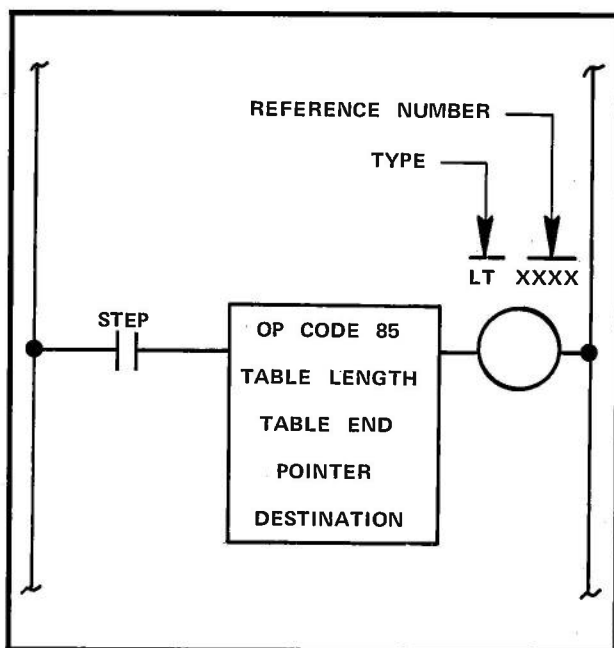 REFERENCE NUMBER
TYPE
LT XXXX
STEP
OP CODE 85
TABLE LENGTH
TABLE END
POINTER
DESTINATION